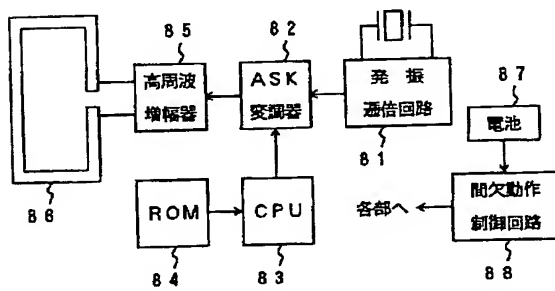 85
82
高周波
増幅器
ASK
変調器
発 振
逓倍回路
81
87
電池
86
ROM
84
CPU
83
各部へ
間欠動作
制御回路
88